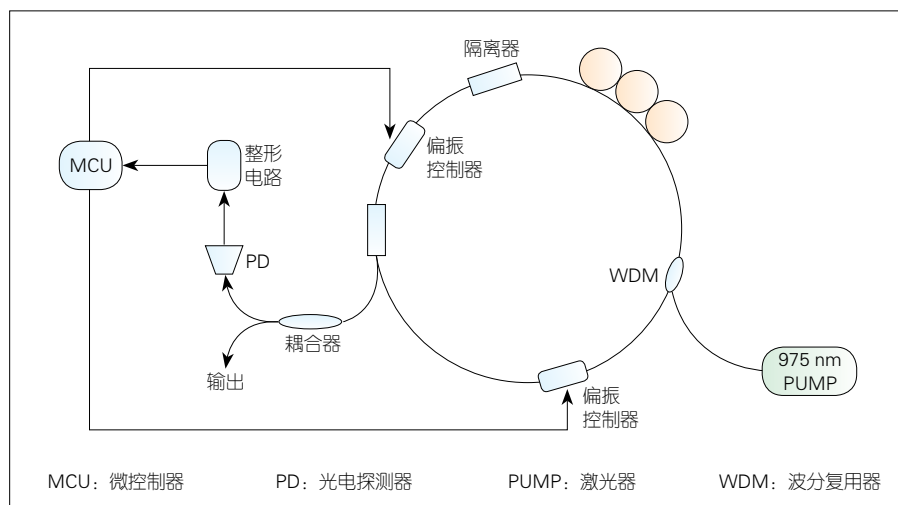 隔离器
偏振
控制器
整形
电路
MCU
PD
WDM
耦合器
975 nm
PUMP
输出
偏振
控制器
MCU：微控制器 PD：光电探测器 PUMP：激光器 WDM：波分复用器